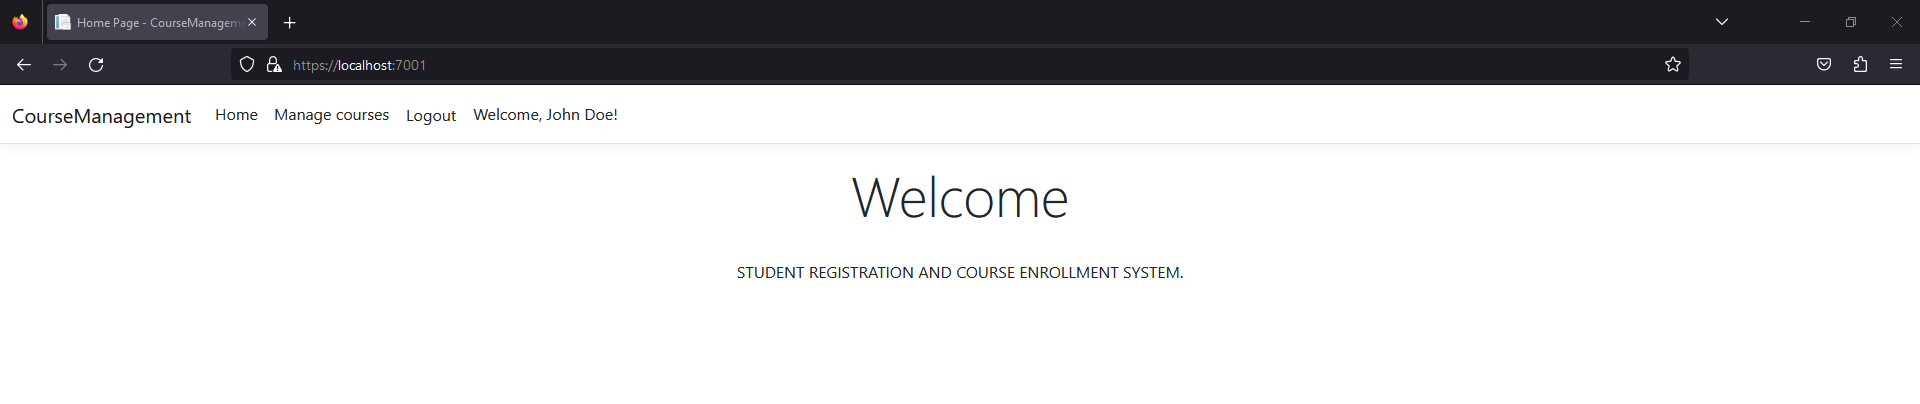 Home Page - CourseManagem
https://localhost:7001
CourseManagement Home Manage courses Logout Welcome, John Doe!
Welcome
STUDENT REGISTRATION AND COURSE ENROLLMENT SYSTEM.